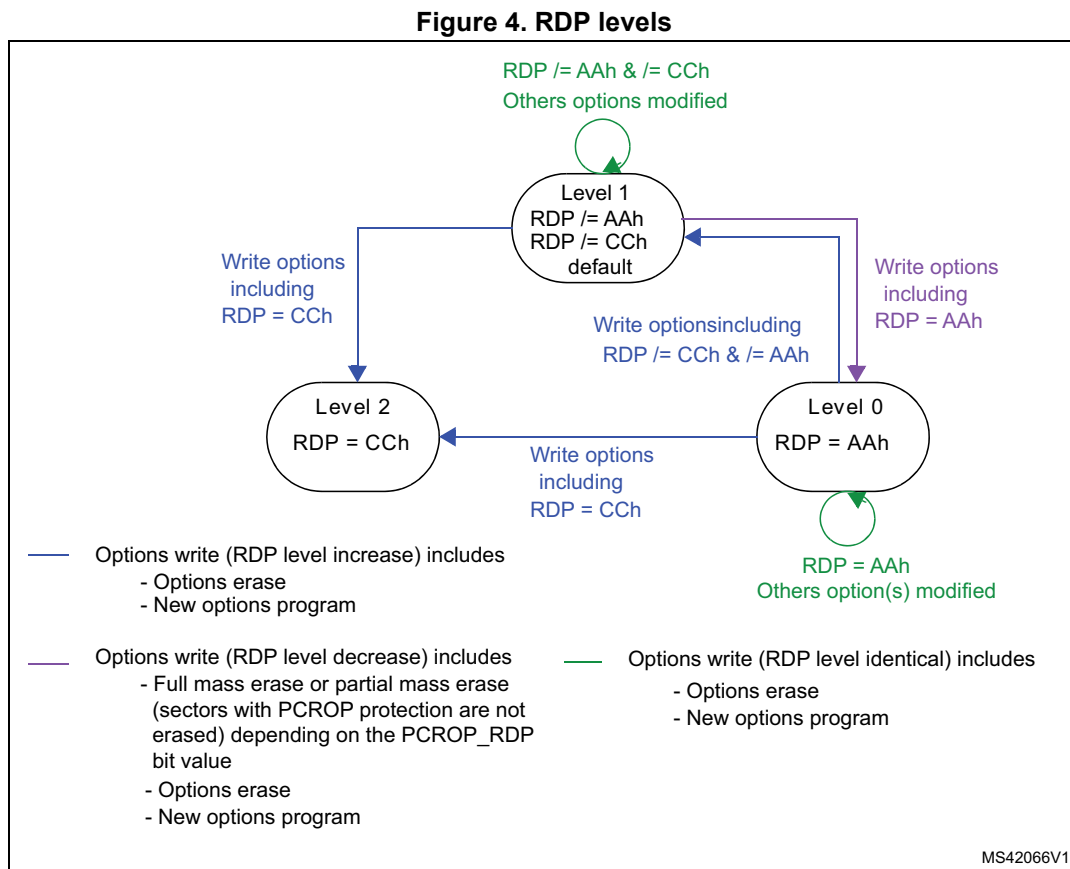 Figure 4. RDP levels
RDP /= AAh & /= CCh
Others options modified
Level 1
RDP /= AAh
RDP /= CCh
default
Write options
including
RDP = CCh
Write options
including
RDP = AAh
Write optionsincluding
RDP /= CCh & /= AAh
Level 2
RDP = CCh
Level 0
RDP = AAh
Write options
including
RDP = CCh
RDP = AAh
Others option(s) modified
Options write (RDP level increase) includes
- Options erase
- New options program
Options write (RDP level decrease) includes
- Full mass erase or partial mass erase
(sectors with PCROP protection are not
erased) depending on the PCROP_RDP
bit value
- Options erase
- New options program
Options write (RDP level identical) includes
- Options erase
- New options program
MS42066V1